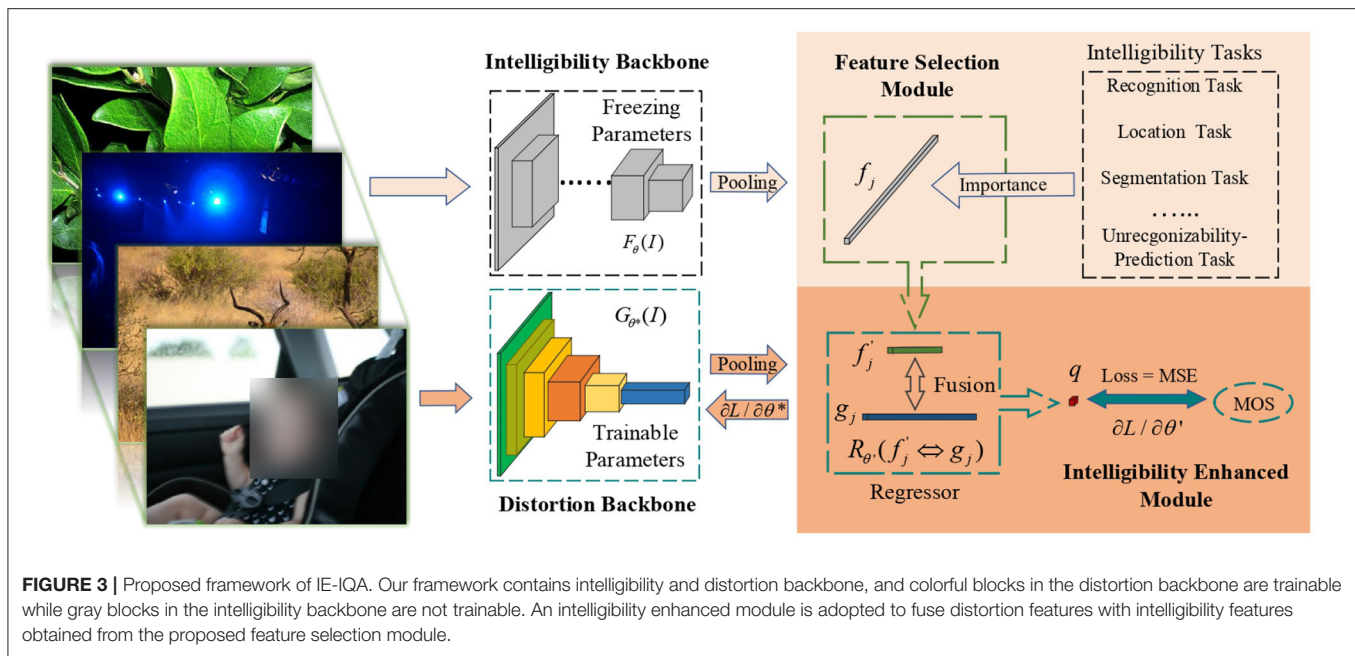 Intelligibility Backbone
Freezing
Parameters
F_θ(I)
Pooling
Feature Selection
Module
f_j
Importance
Intelligibility Tasks
Recognition Task
Location Task
Segmentation Task
…...
Unrecgonizability-
Prediction Task
G_θ*(I)
Trainable
Parameters
Distortion Backbone
Pooling
∂L / ∂θ*
f_j'
Fusion
g_j
R_θ'(f_j' ⇔ g_j)
Regressor
q
Loss = MSE
∂L / ∂θ'
MOS
Intelligibility Enhanced
Module
FIGURE 3 | Proposed framework of IE-IQA. Our framework contains intelligibility and distortion backbone, and colorful blocks in the distortion backbone are trainable
while gray blocks in the intelligibility backbone are not trainable. An intelligibility enhanced module is adopted to fuse distortion features with intelligibility features
obtained from the proposed feature selection module.